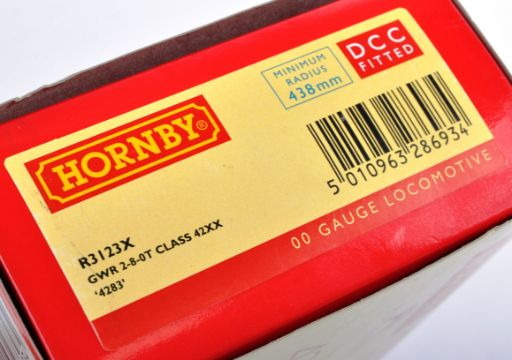 HORNBY®
MINIMUM
RADIUS
438mm
DCC
FITTED
5 010963 286934
R3123X
GWR 2-8-0T CLASS 42XX
'4283'
00 GAUGE LOCOMOTIVE